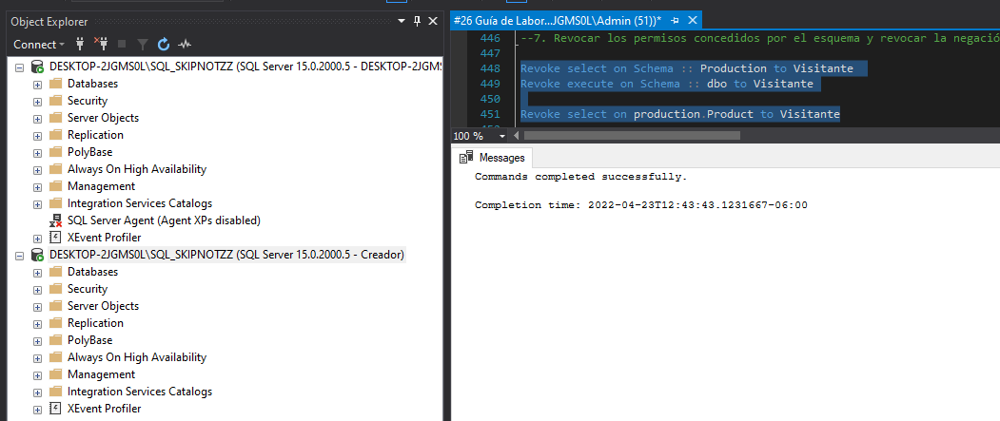 Object Explorer
Connect
DESKTOP-2JGMS0L\SQL_SKIPNOTZZ (SQL Server 15.0.2000.5 - DESKTOP-2JGMS
Databases
Security
Server Objects
Replication
PolyBase
Always On High Availability
Management
Integration Services Catalogs
SQL Server Agent (Agent XPs disabled)
XEvent Profiler
DESKTOP-2JGMS0L\SQL_SKIPNOTZZ (SQL Server 15.0.2000.5 - Creador)
Databases
Security
Server Objects
Replication
PolyBase
Always On High Availability
Management
Integration Services Catalogs
XEvent Profiler
#26 Guía de Labor...JGMS0L\Admin (51))*
446 --7. Revocar los permisos concedidos por el esquema y revocar la negació
447
448 Revoke select on Schema :: Production to Visitante
449 Revoke execute on Schema :: dbo to Visitante
450
451 Revoke select on production.Product to Visitante
100 %
Messages
Commands completed successfully.
Completion time: 2022-04-23T12:43:43.1231667-06:00